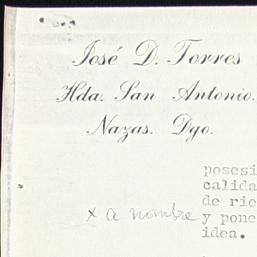 José D. Torres
Hda. San Antonio.
Nazas. Dgo.
posesi
calida
de rie
x a nombre y pone
idea.